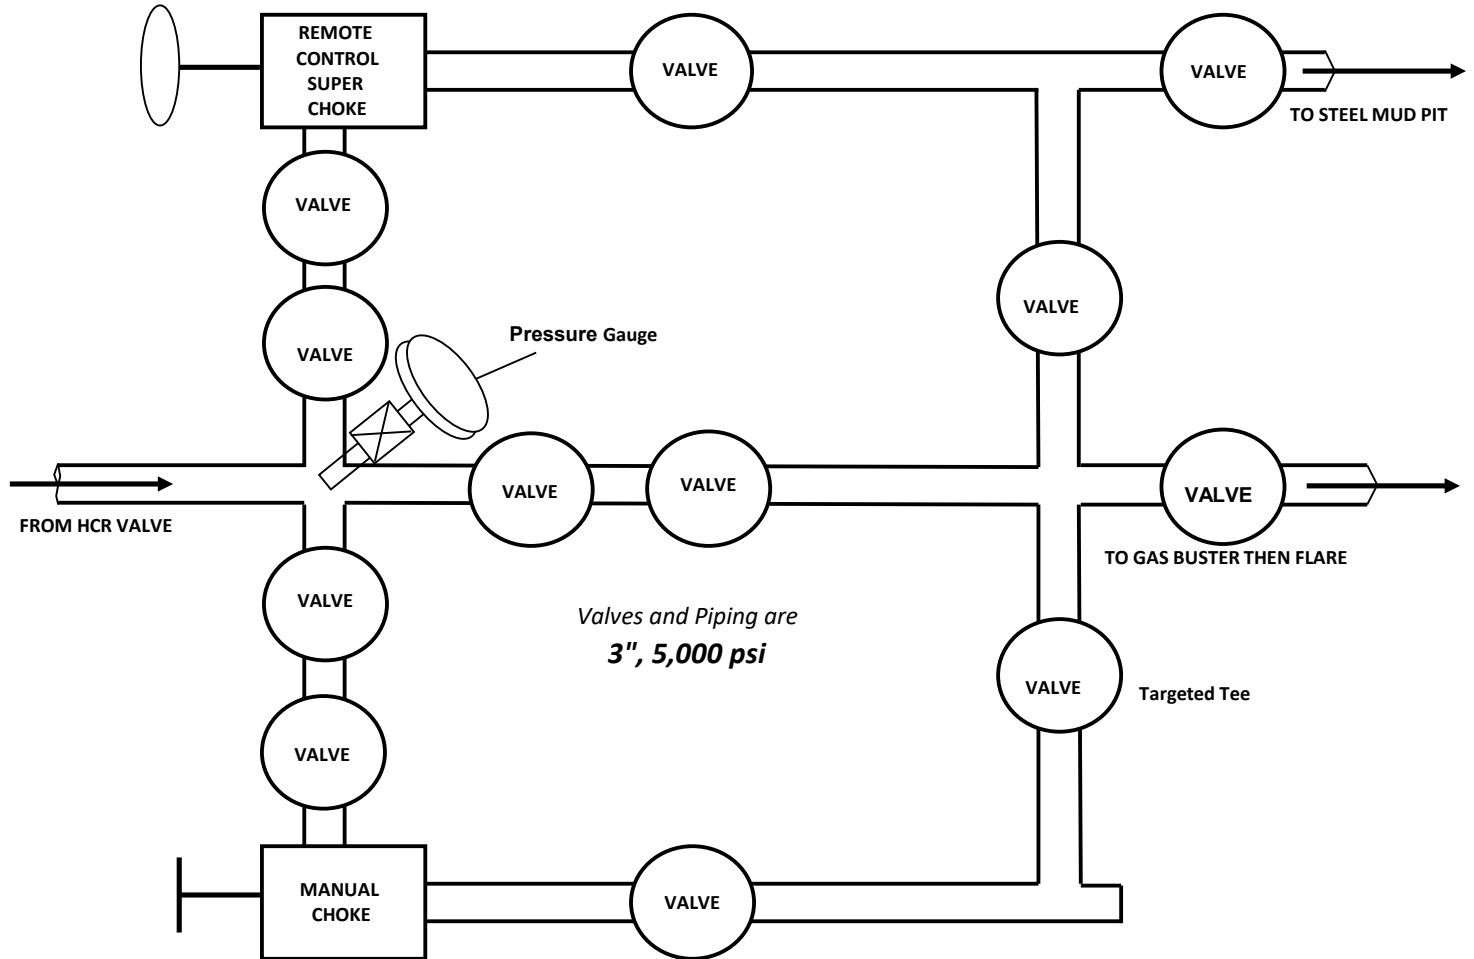 REMOTE
CONTROL
SUPER
CHOKE
VALVE
VALVE
TO STEEL MUD PIT
VALVE
VALVE
VALVE
Pressure Gauge
FROM HCR VALVE
VALVE
VALVE
VALVE
TO GAS BUSTER THEN FLARE
VALVE
Valves and Piping are
3", 5,000 psi
VALVE
Targeted Tee
VALVE
MANUAL
CHOKE
VALVE